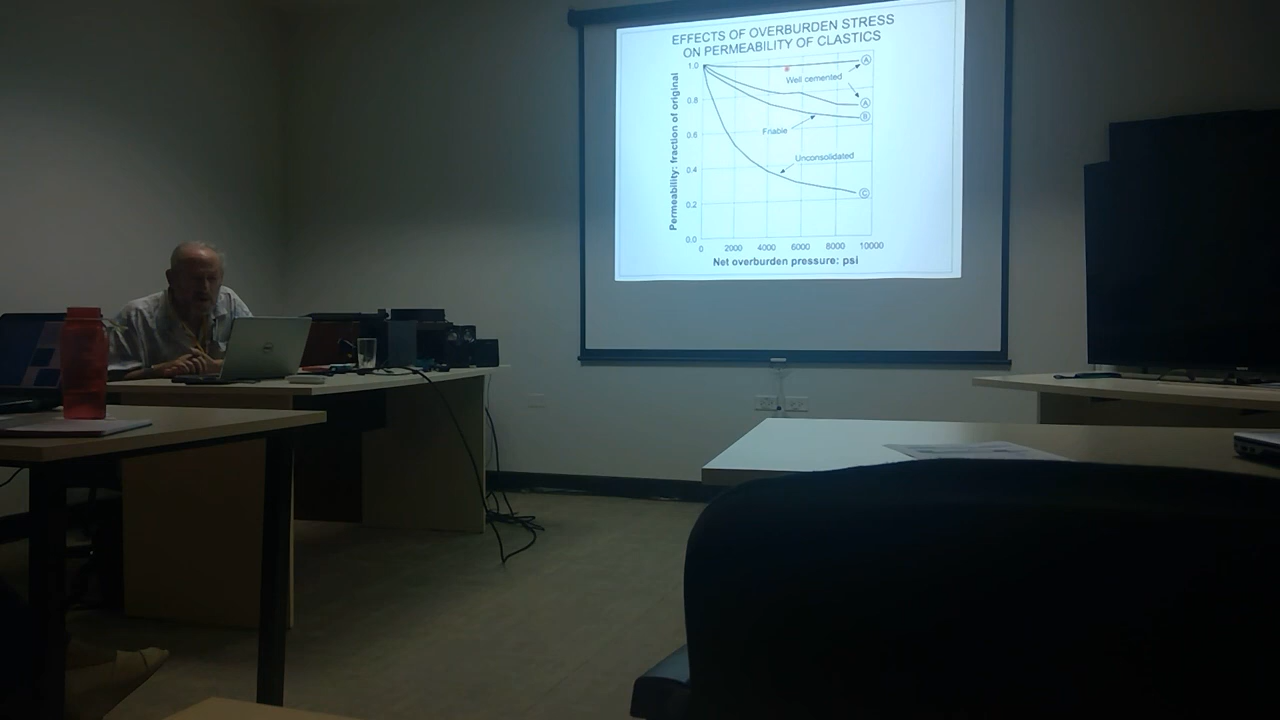 EFFECTS OF OVERBURDEN STRESS
ON PERMEABILITY OF CLASTICS
Permeability: fraction of original
1.0
0.8
0.6
0.4
0.2
0.0
A
Well cemented
A
B
Friable
Unconsolidated
C
0 2000 4000 6000 8000 10000
Net overburden pressure: psi
DELL